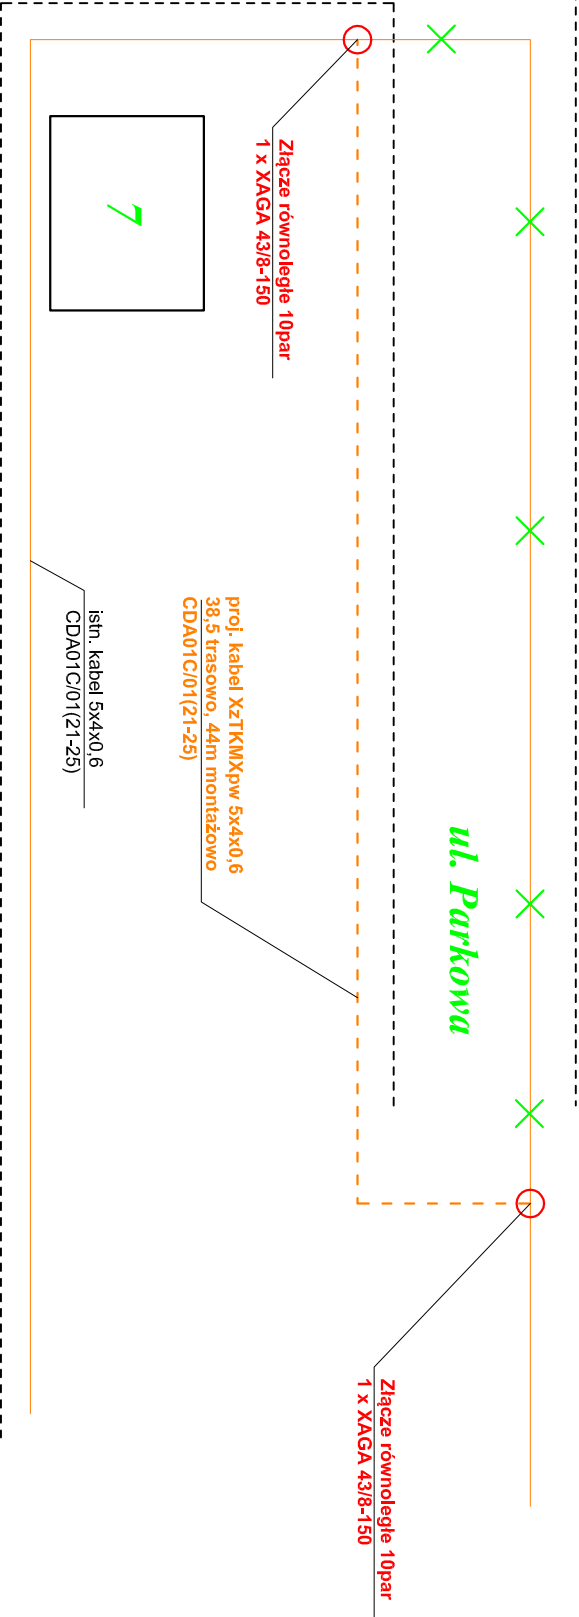 Złącze równoległe 10par
1 x XAGA 43/8-150
7
proj. kabel XzTKMXpw 5x4x0,6
38,5 trasowo, 44m montażowo
CDA01C/01(21-25)
istn. kabel 5x4x0,6
CDA01C/01(21-25)
ul. Parkowa
Złącze równoległe 10par
1 x XAGA 43/8-150